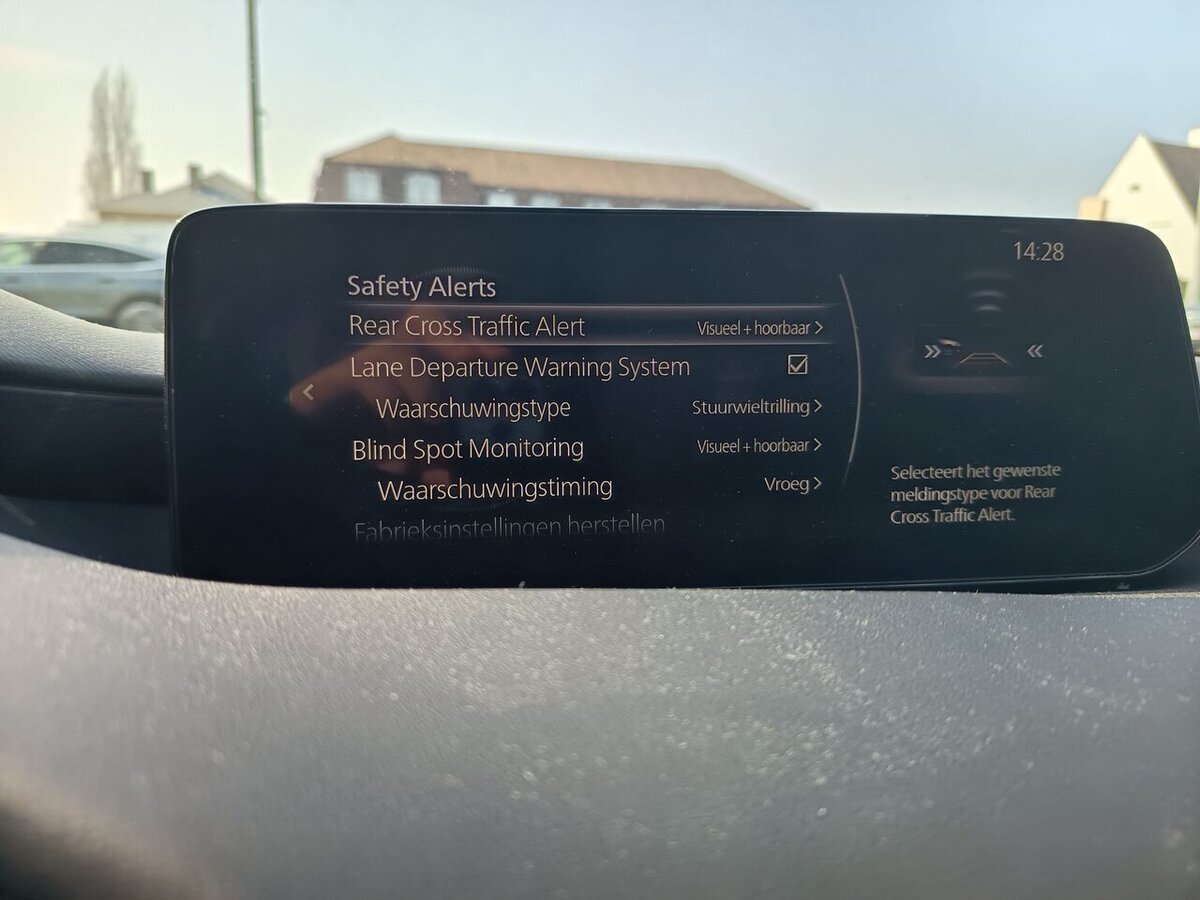 14:28
Safety Alerts
Rear Cross Traffic Alert Visueel + hoorbaar >
Lane Departure Warning System
Waarschuwingstype Stuurwieltrilling >
Blind Spot Monitoring Visueel + hoorbaar >
Waarschuwingstiming Vroeg >
Fabrieksinstellingen herstellen
Selecteert het gewenste
meldingstype voor Rear
Cross Traffic Alert.